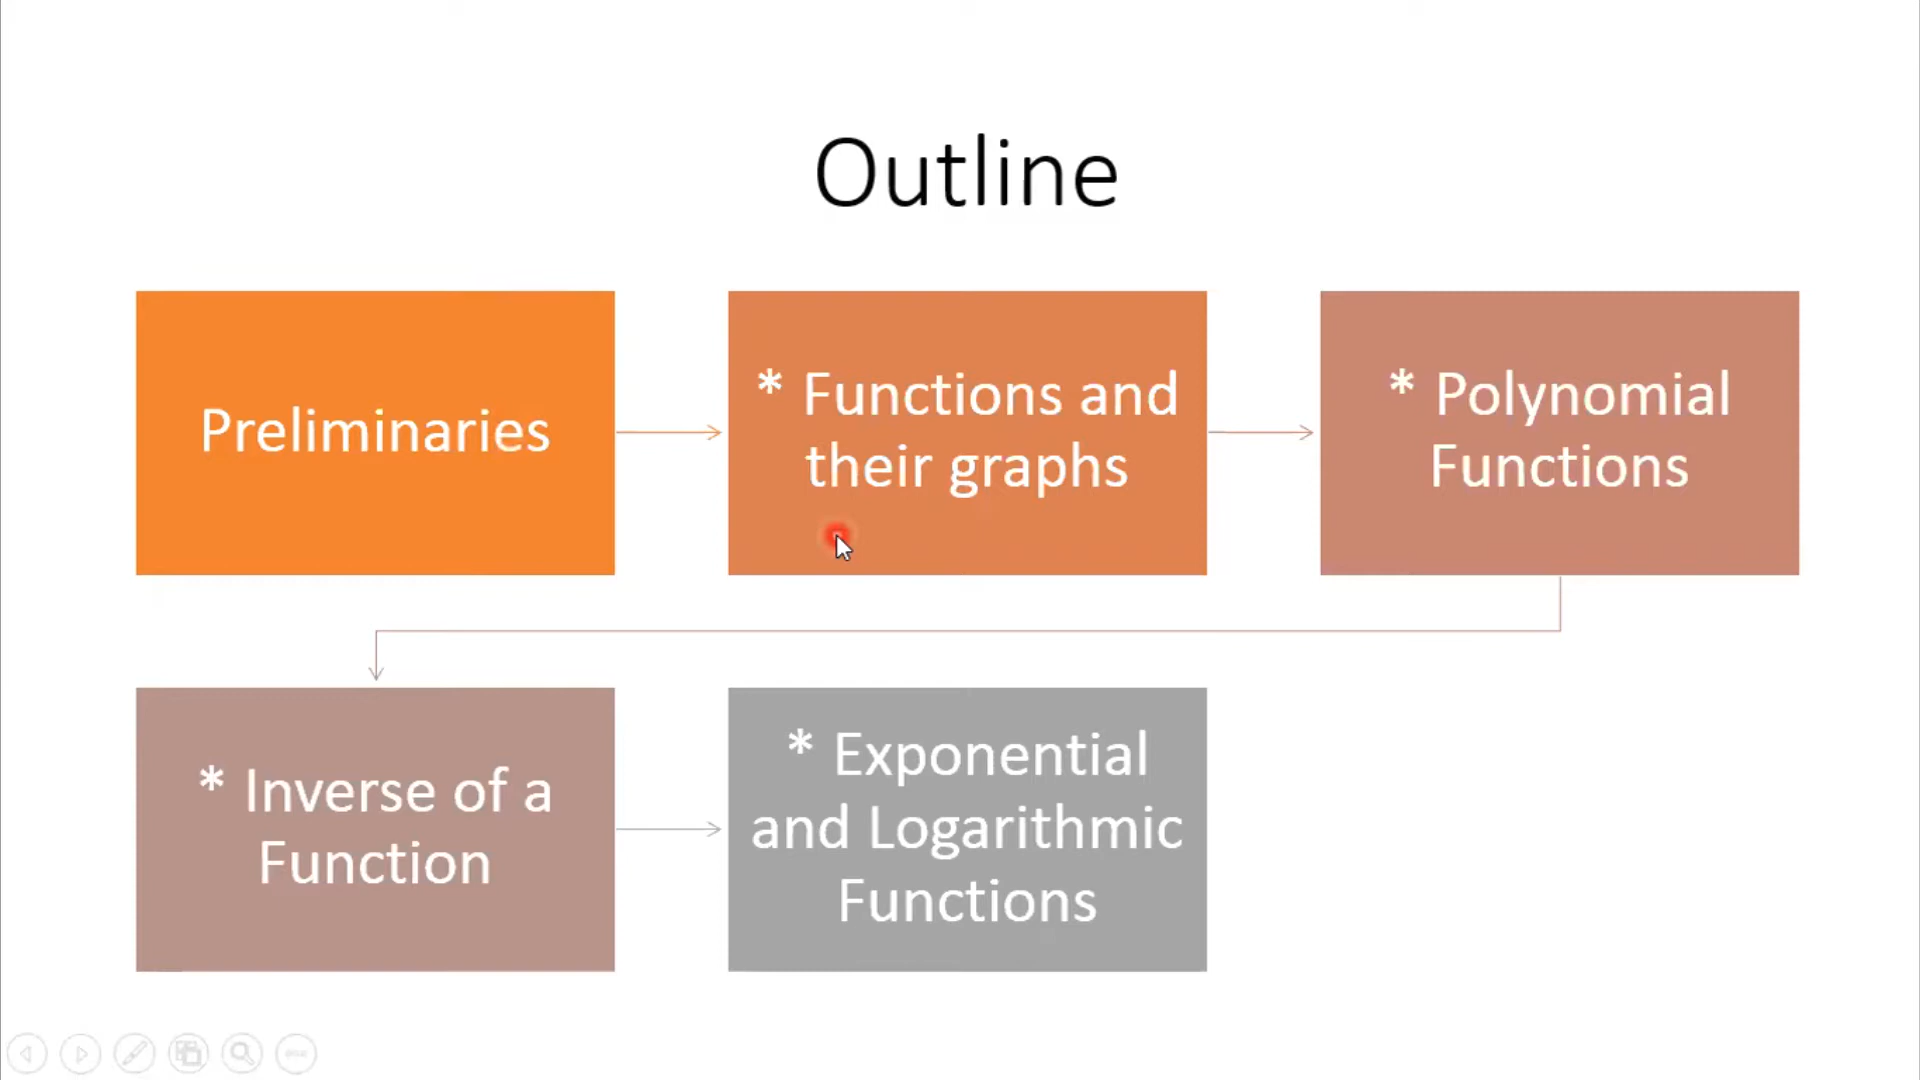 Outline
Preliminaries
* Functions and
their graphs
* Polynomial
Functions
* Inverse of a
Function
* Exponential
and Logarithmic
Functions